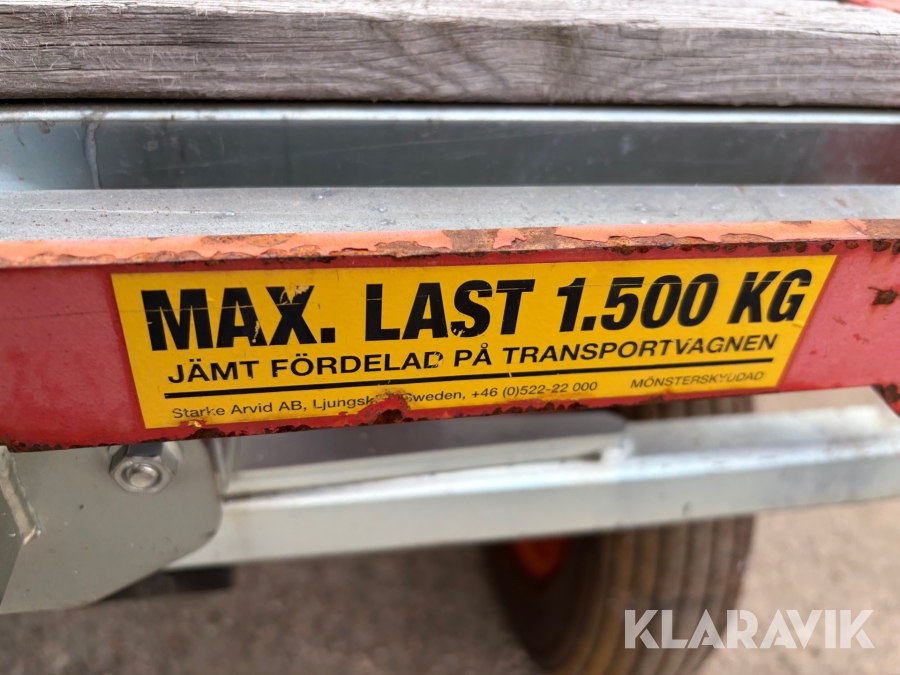 MAX. LAST 1.500 KG
JÄMT FÖRDELAD PÅ TRANSPORTVAGNEN
Starke Arvid AB, Sweden, +46 (0)522-22 000 MÖNSTERSKYDDAD
KLARAVIK